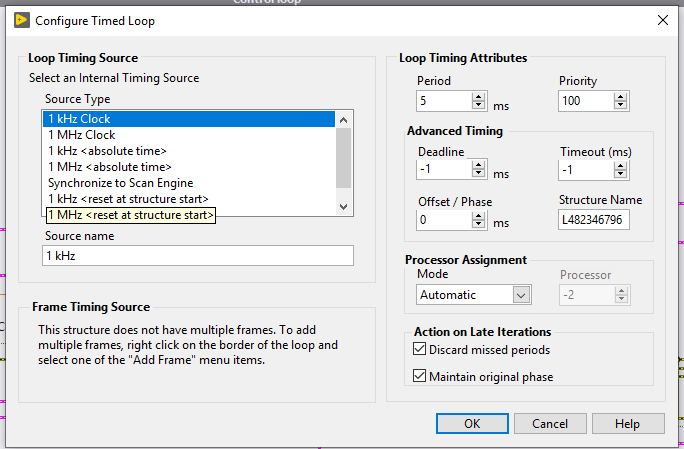 Control loop
Configure Timed Loop
Loop Timing Source
Select an Internal Timing Source
Source Type
1 kHz Clock
1 MHz Clock
1 kHz <absolute time>
1 MHz <absolute time>
Synchronize to Scan Engine
1 kHz <reset at structure start>
1 MHz <reset at structure start>
Source name
1 kHz
Frame Timing Source
This structure does not have multiple frames. To add
multiple frames, right click on the border of the loop and
select one of the "Add Frame" menu items.
Loop Timing Attributes
Period
Priority
5 ms
100
Advanced Timing
Deadline
Timeout (ms)
-1 ms
-1
Offset / Phase
Structure Name
0 ms
L482346796
Processor Assignment
Mode
Processor
Automatic
-2
Action on Late Iterations
Discard missed periods
Maintain original phase
OK
Cancel
Help